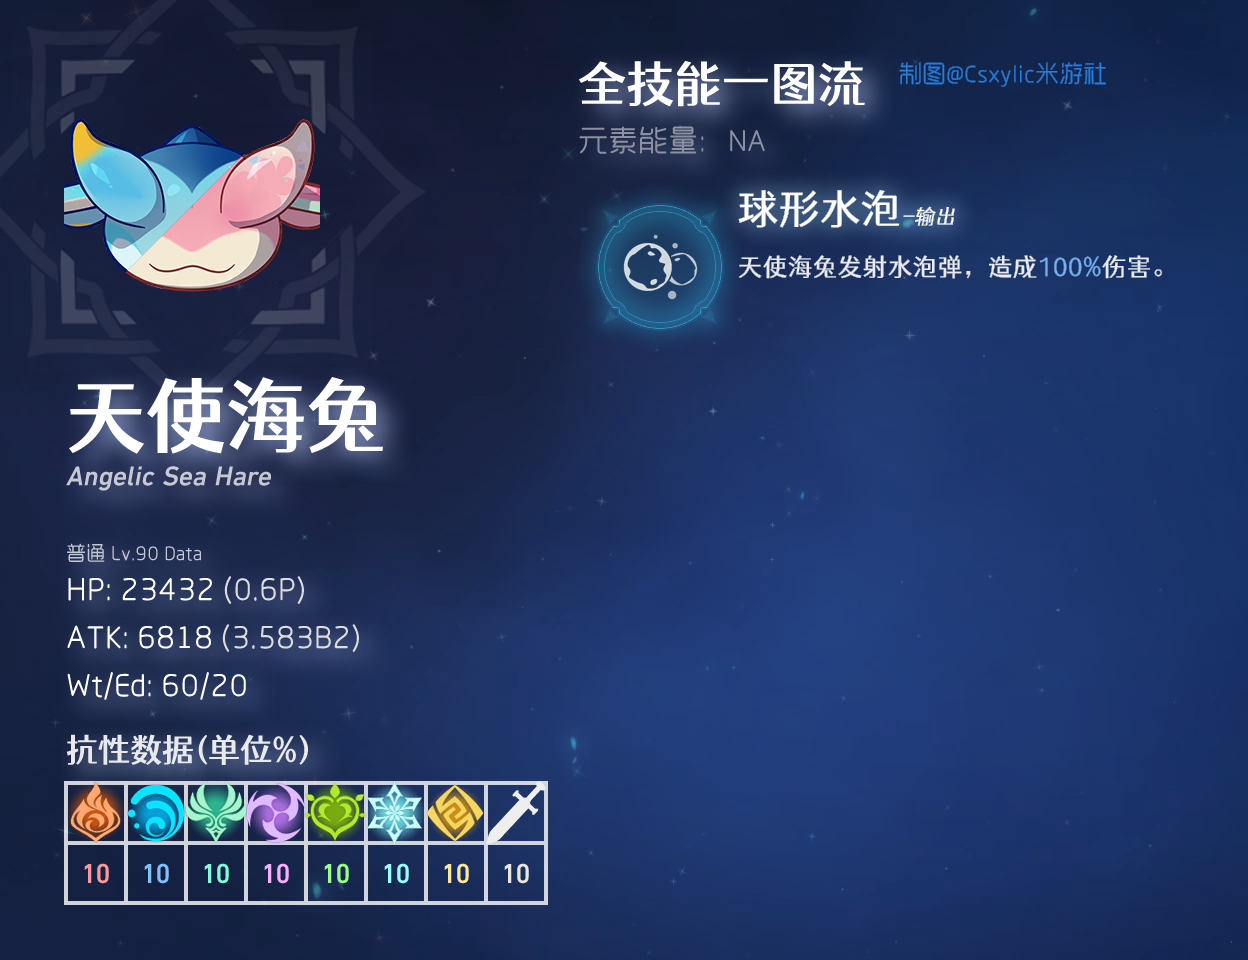 全技能一图流 制图@Csxylic米游社
元素能量: NA
球形水泡-输出
天使海兔发射水泡弹，造成100%伤害。
天使海兔
Angelic Sea Hare
普通 Lv.90 Data
HP: 23432 (0.6P)
ATK: 6818 (3.583B2)
Wt/Ed: 60/20
抗性数据(单位%)
10 10 10 10 10 10 10 10